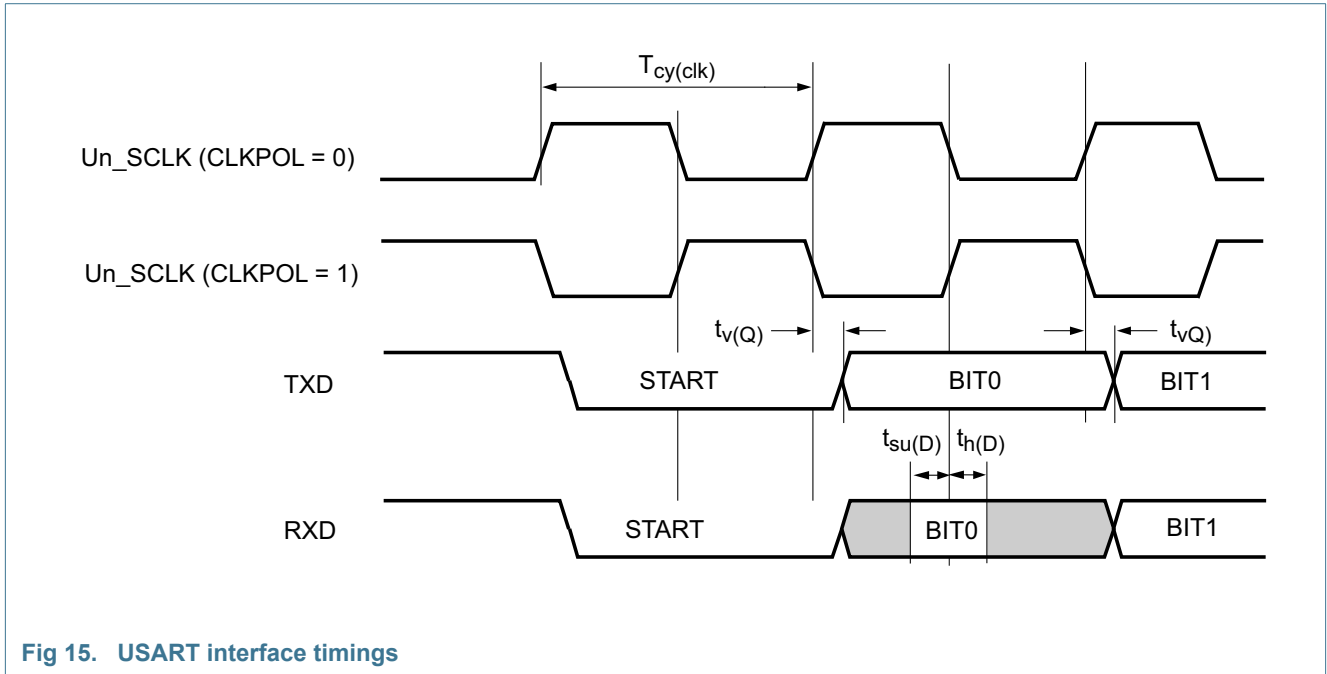 Tcy(clk)
Un_SCLK (CLKPOL = 0)
Un_SCLK (CLKPOL = 1)
tv(Q) tvQ)
TXD START BIT0 BIT1
tsu(D) th(D)
RXD START BIT0 BIT1
Fig 15. USART interface timings